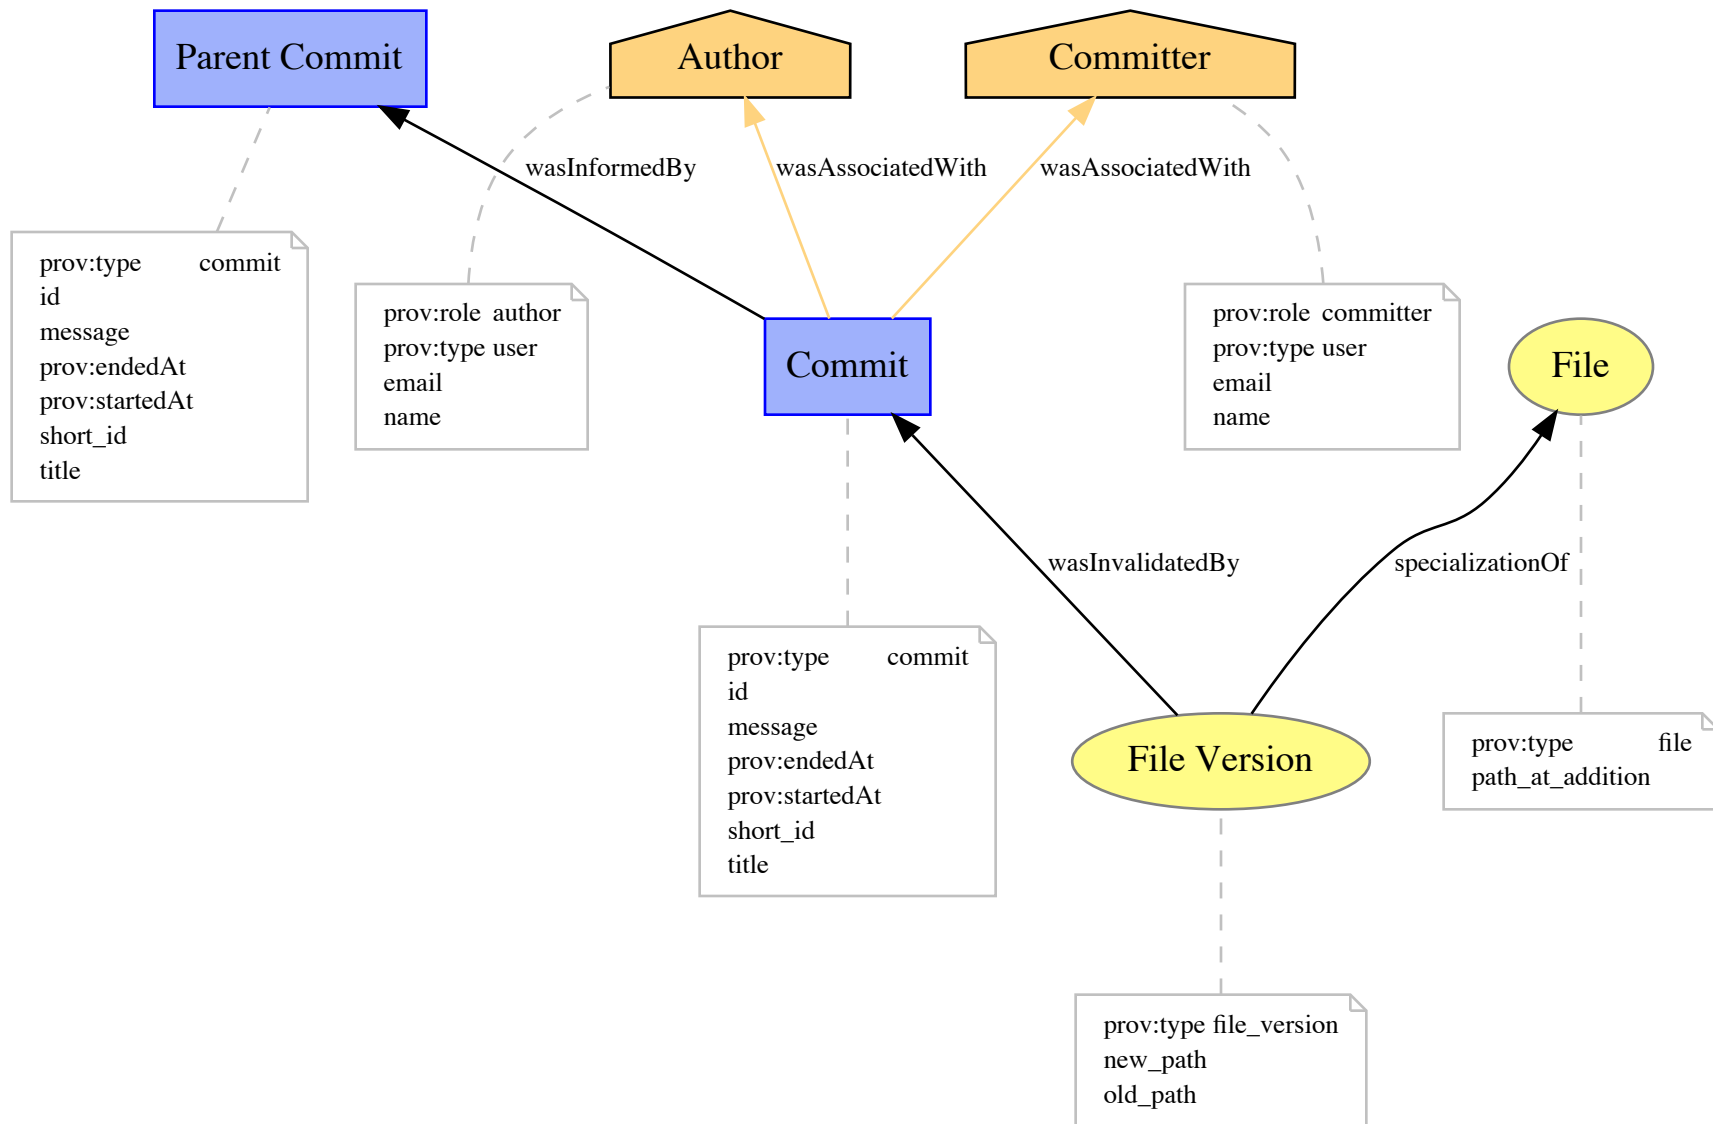 Parent Commit
Author
Committer
wasInformedBy
wasAssociatedWith
wasAssociatedWith
prov:type commit
id
message
prov:endedAt
prov:startedAt
short_id
title
prov:role author
prov:type user
email
name
Commit
prov:role committer
prov:type user
email
name
File
wasInvalidatedBy
specializationOf
prov:type commit
id
message
prov:endedAt
prov:startedAt
short_id
title
File Version
prov:type file
path_at_addition
prov:type file_version
new_path
old_path